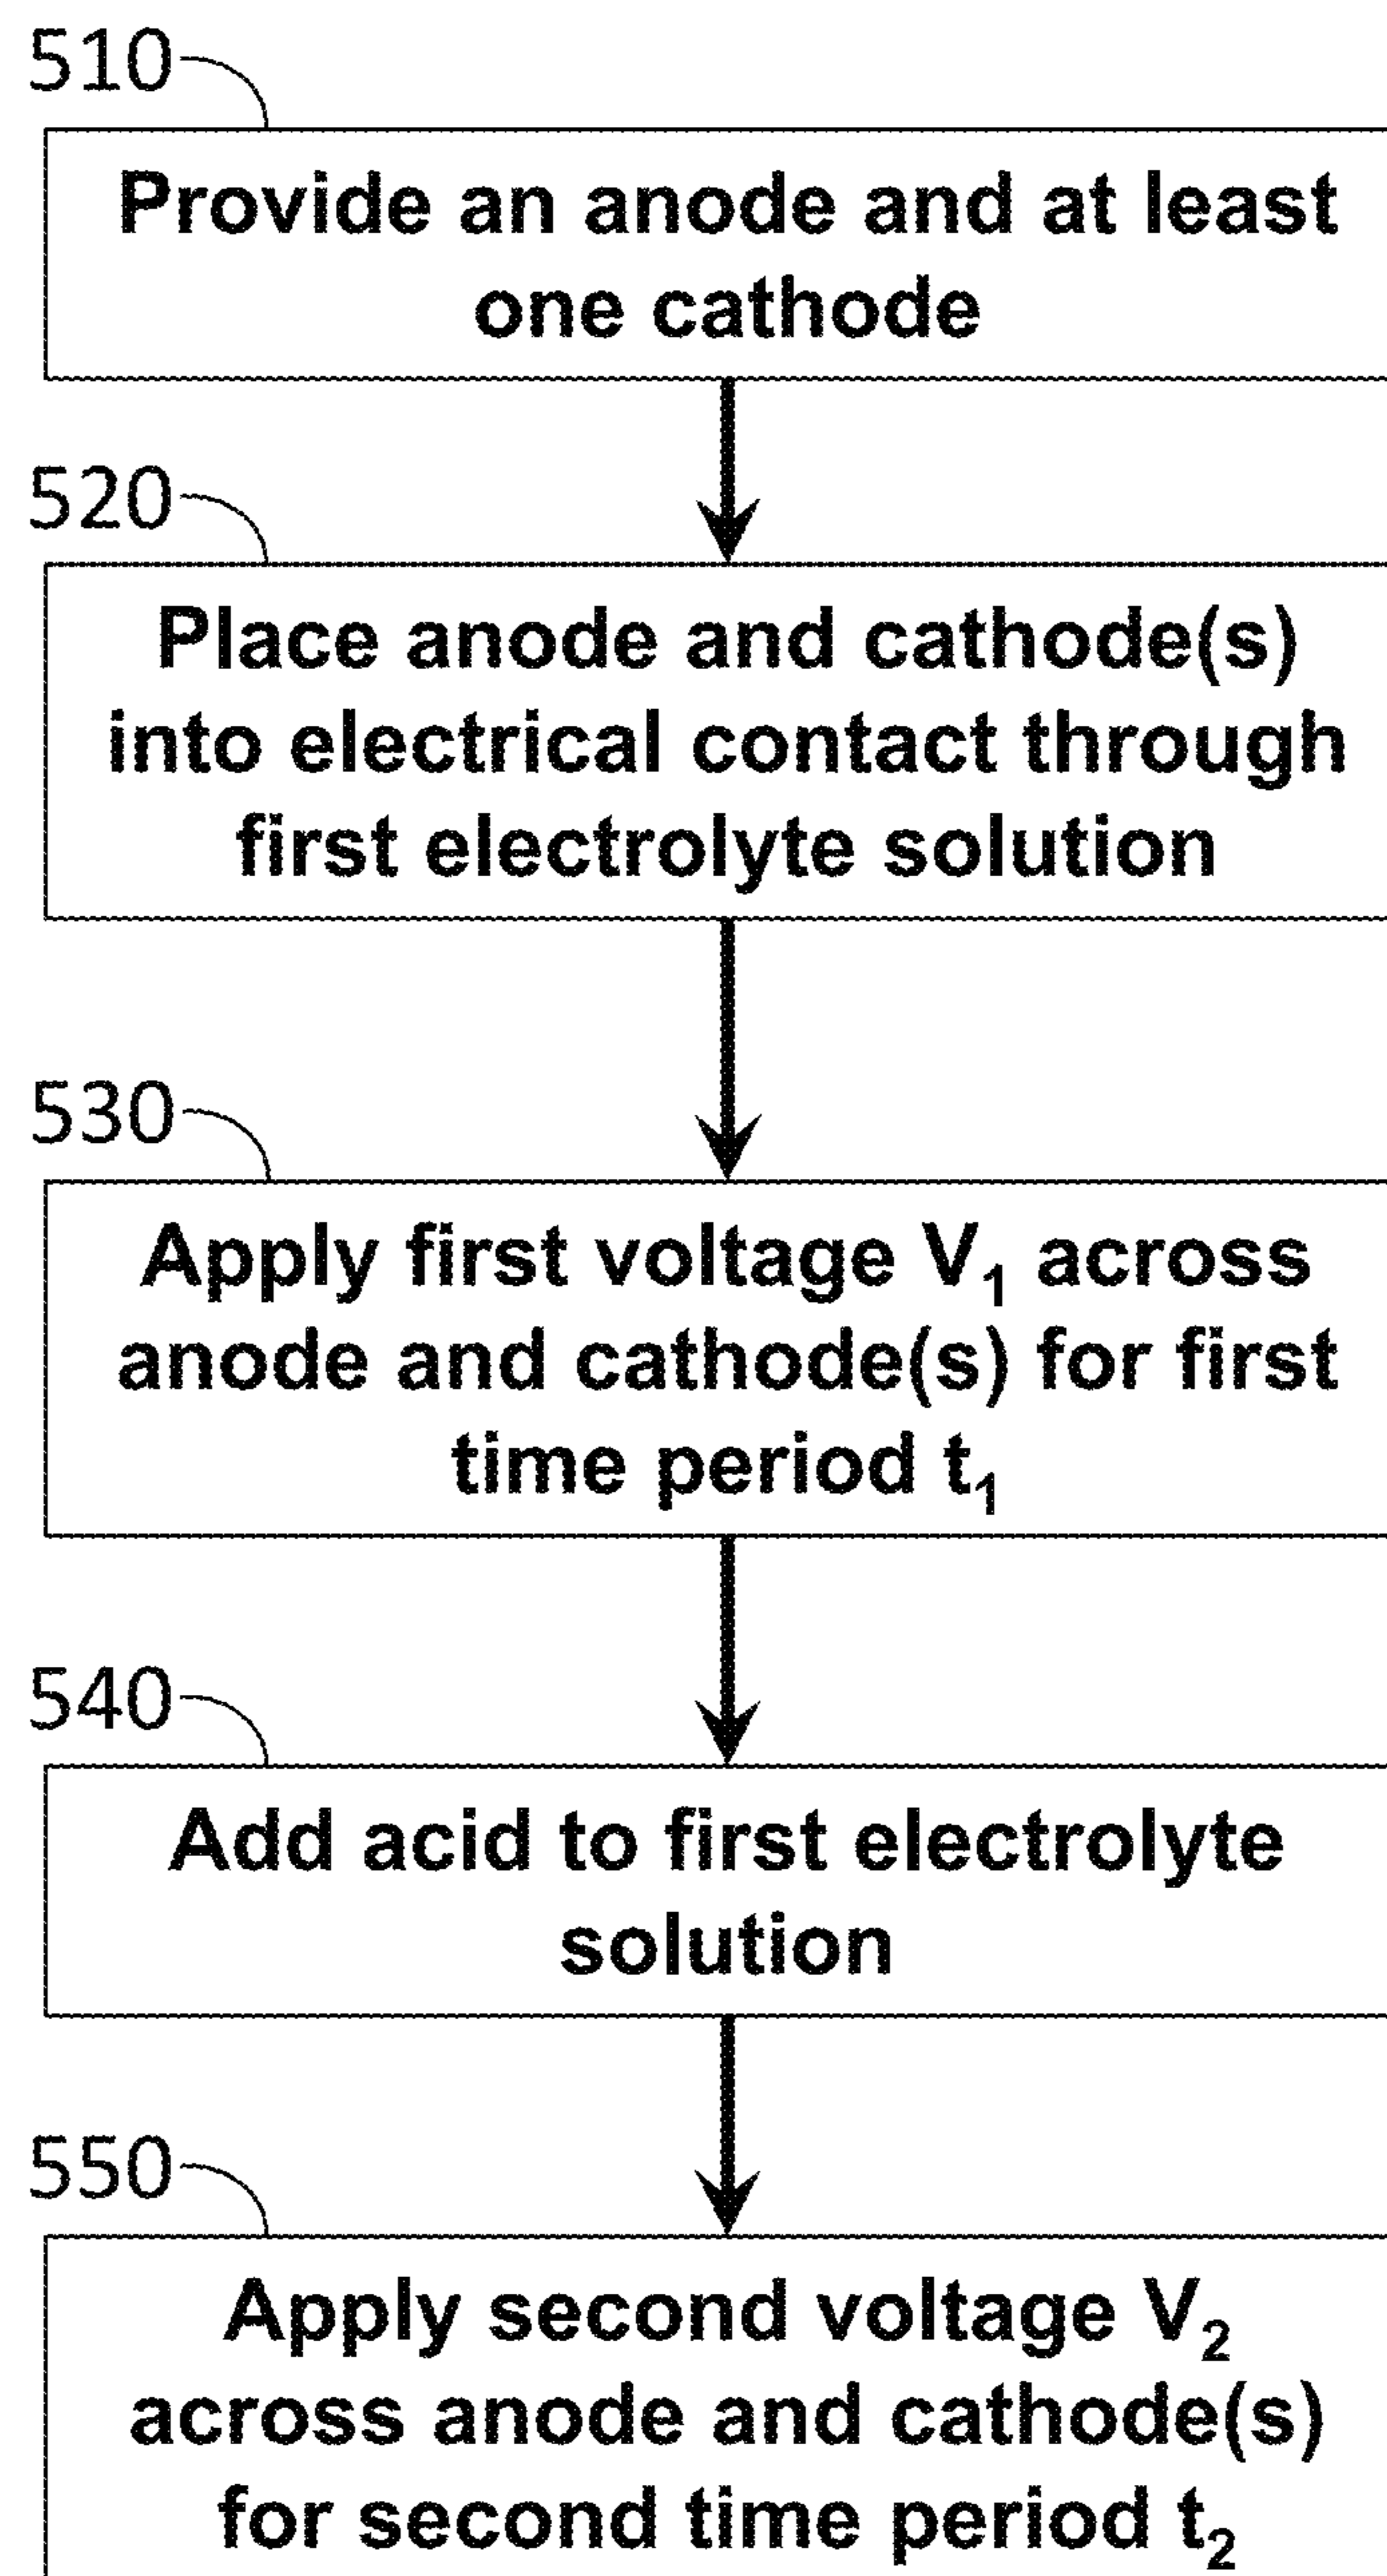 510
Provide an anode and at least
one cathode
520
Place anode and cathode(s)
into electrical contact through
first electrolyte solution
530
Apply first voltage V₁ across
anode and cathode(s) for first
time period t₁
540
Add acid to first electrolyte
solution
550
Apply second voltage V₂
across anode and cathode(s)
for second time period t₂